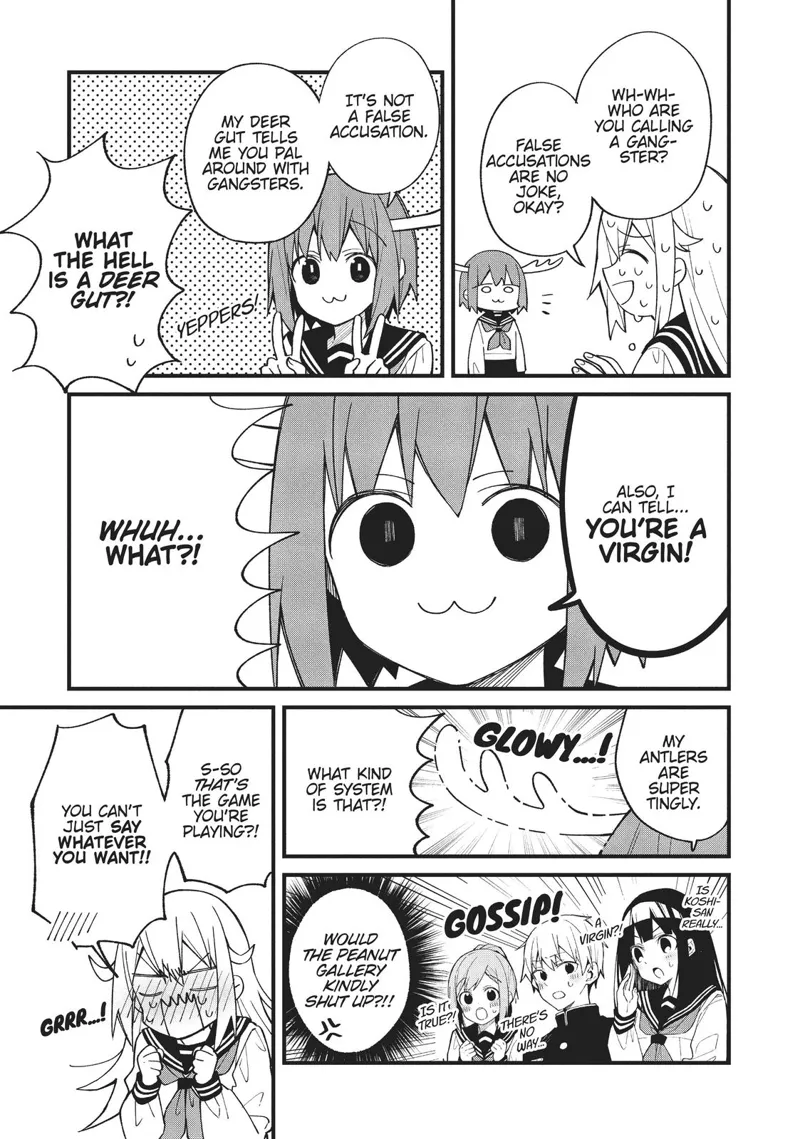 WH-WH-
WHO ARE
YOU CALLING
A GANG-
STER?
FALSE
ACCUSATIONS
ARE NO
JOKE,
OKAY?
IT'S NOT
A FALSE
ACCUSATION.
MY DEER
GUT TELLS
ME YOU PAL
AROUND WITH
GANGSTERS.
YEPPERS!
WHAT
THE HELL
IS A DEER
GUT?!
ALSO, I
CAN TELL...
YOU'RE A
VIRGIN!
WHUH...
WHAT?!
MY
ANTLERS
ARE
SUPER
TINGLY.
GLOWY...!
WHAT KIND
OF SYSTEM
IS THAT?!
S-SO
THAT'S
THE GAME
YOU'RE
PLAYING?!
YOU CAN'T
JUST SAY
WHATEVER
YOU WANT!!
GRRR...!
IS
KOSHI-
SAN
REALLY...
A
VIRGIN?!
GOSSIP!
THERE'S
NO
WAY...
IS IT
TRUE?!
WOULD
THE PEANUT
GALLERY
KINDLY
SHUT UP?!!